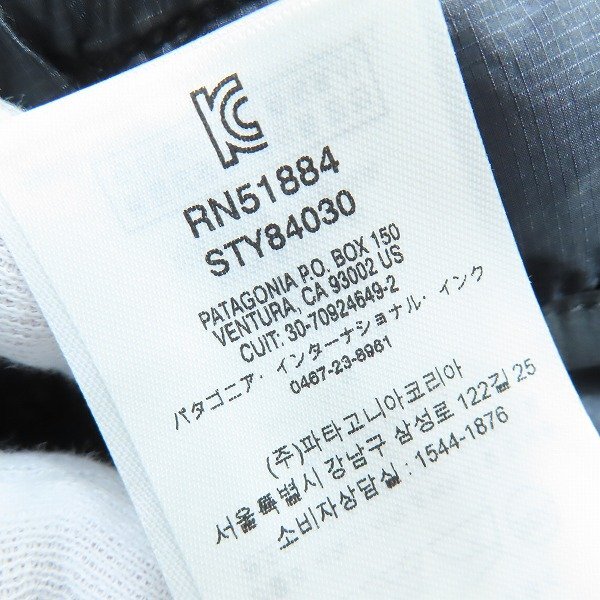 KC
RN51884
STY84030
PATAGONIA P.O. BOX 150
VENTURA, CA 93002 US
CUIT: 30-70924649-2
パタゴニア・インターナショナル・インク
0467-23-8961
(주)파타고니아코리아
서울특별시 강남구 삼성로 122길 25
소비자상담실 : 1544-1876